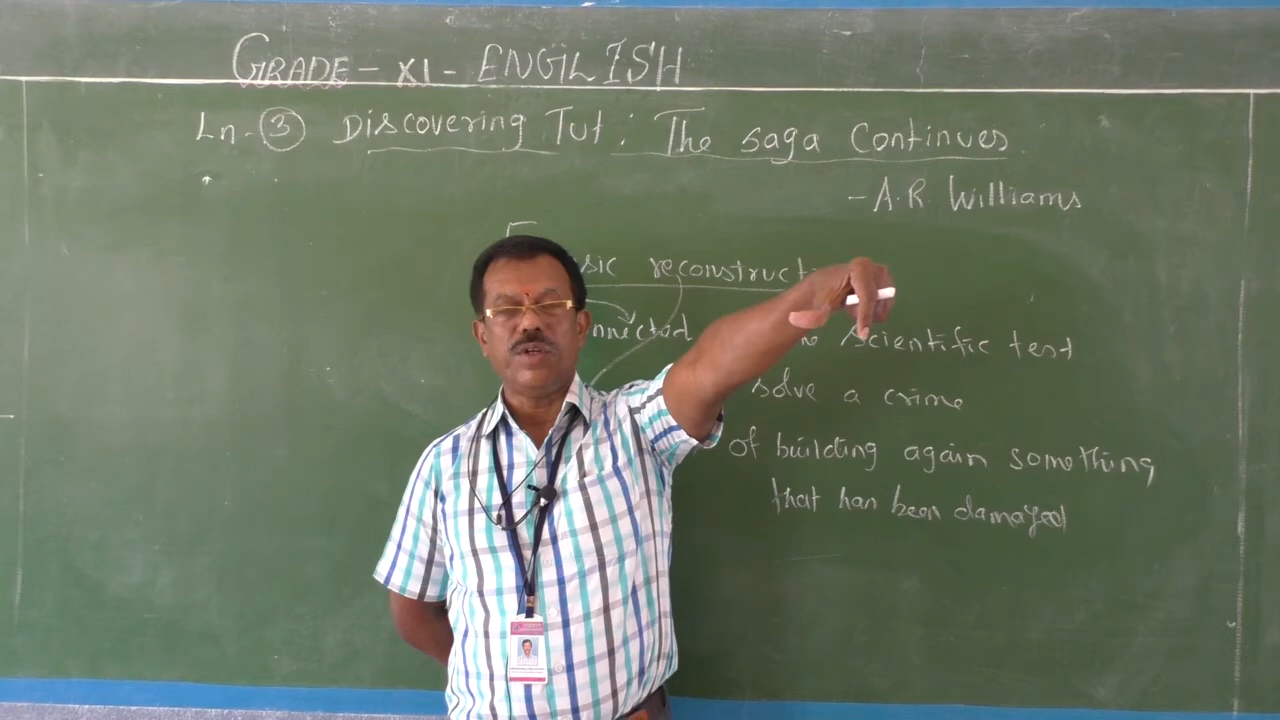 GRADE - XI - ENGLISH
Ln. 3 Discovering Tut : The saga Continues
- A.R. Williams
reconstruct
scientific test
solve a crime
of building again something
that has been damaged